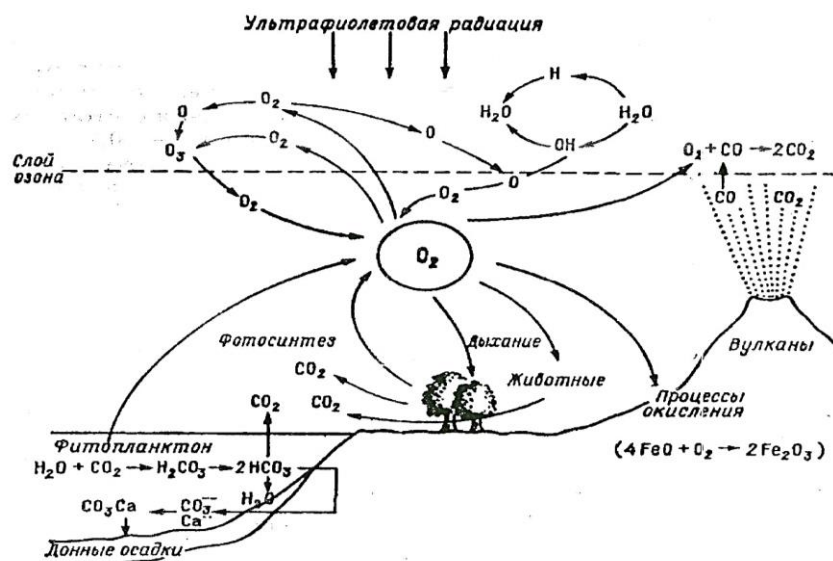 Ультрафиолетовая радиация
H
O O₂ H₂O H₂O
O₃ O₂ O OH O₁ + CO → 2CO₂
Слой
озона
O
O₂ O₂ CO CO₂
O₂
Фотосинтез Дыхание Вулканы
CO₂ Животные
CO₂ CO₂ Процессы
окисления
Фитопланктон (4FeO + O₂ → 2Fe₂O₃)
H₂O + CO₂ → H₂CO₃ → 2HCO₃
H₂O
CO₃Ca ← CO₃⁻⁻
Ca¨
Донные осадки